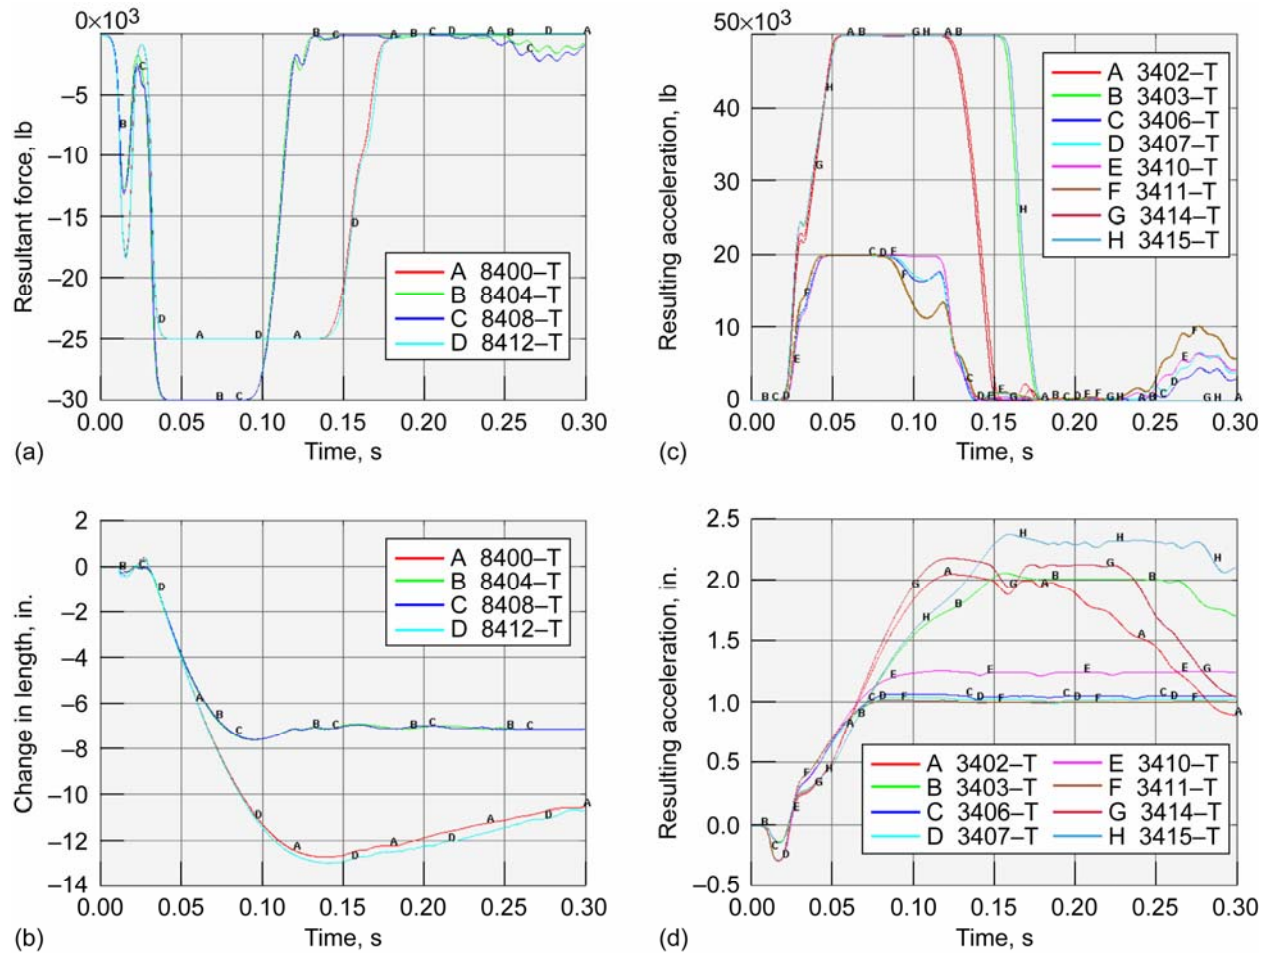 0×10³
−5
−10
−15
−20
−25
−30
Resultant force, lb
A 8400–T
B 8404–T
C 8408–T
D 8412–T
0.00 0.05 0.10 0.15 0.20 0.25 0.30
Time, s
(a)
50×10³
40
30
20
10
0
Resulting acceleration, lb
A 3402–T
B 3403–T
C 3406–T
D 3407–T
E 3410–T
F 3411–T
G 3414–T
H 3415–T
0.00 0.05 0.10 0.15 0.20 0.25 0.30
Time, s
(c)
2
0
−2
−4
−6
−8
−10
−12
−14
Change in length, in.
A 8400–T
B 8404–T
C 8408–T
D 8412–T
0.00 0.05 0.10 0.15 0.20 0.25 0.30
Time, s
(b)
2.5
2.0
1.5
1.0
0.5
0.0
−0.5
Resulting acceleration, in.
A 3402–T E 3410–T
B 3403–T F 3411–T
C 3406–T G 3414–T
D 3407–T H 3415–T
0.00 0.05 0.10 0.15 0.20 0.25 0.30
Time, s
(d)